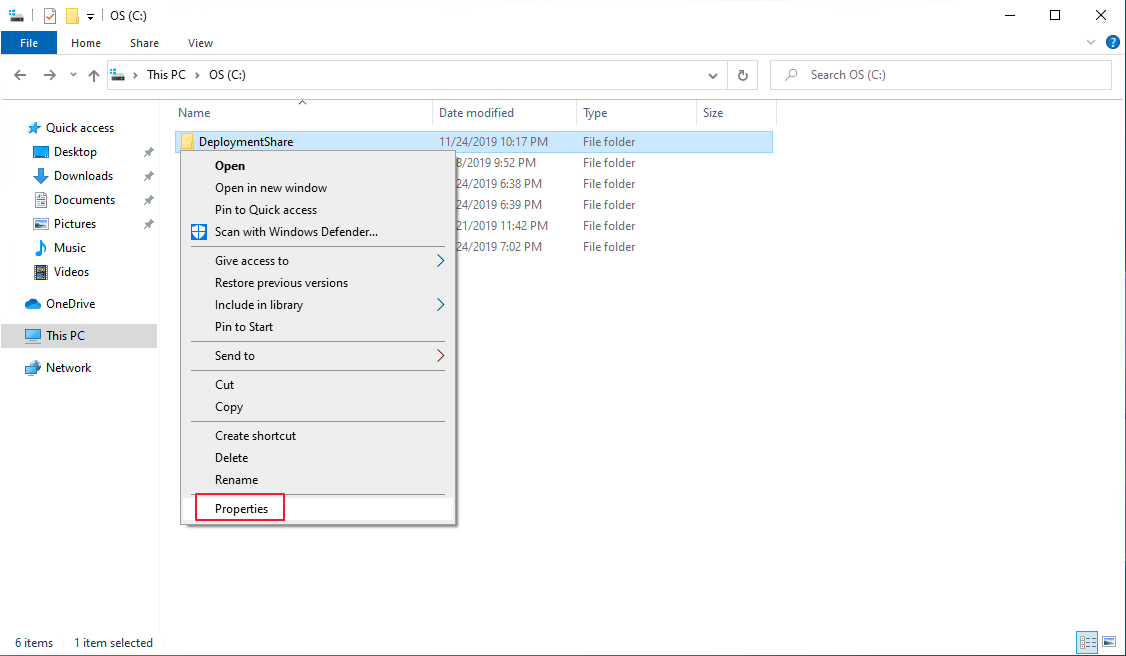 OS (C:)
File Home Share View
This PC > OS (C:)
Search OS (C:)
Name Date modified Type Size
Quick access
Desktop
Downloads
Documents
Pictures
Music
Videos
OneDrive
This PC
Network
DeploymentShare 11/24/2019 10:17 PM File folder
8/2019 9:52 PM File folder
24/2019 6:38 PM File folder
24/2019 6:39 PM File folder
21/2019 11:42 PM File folder
24/2019 7:02 PM File folder
Open
Open in new window
Pin to Quick access
Scan with Windows Defender...
Give access to
Restore previous versions
Include in library
Pin to Start
Send to
Cut
Copy
Create shortcut
Delete
Rename
Properties
6 items 1 item selected